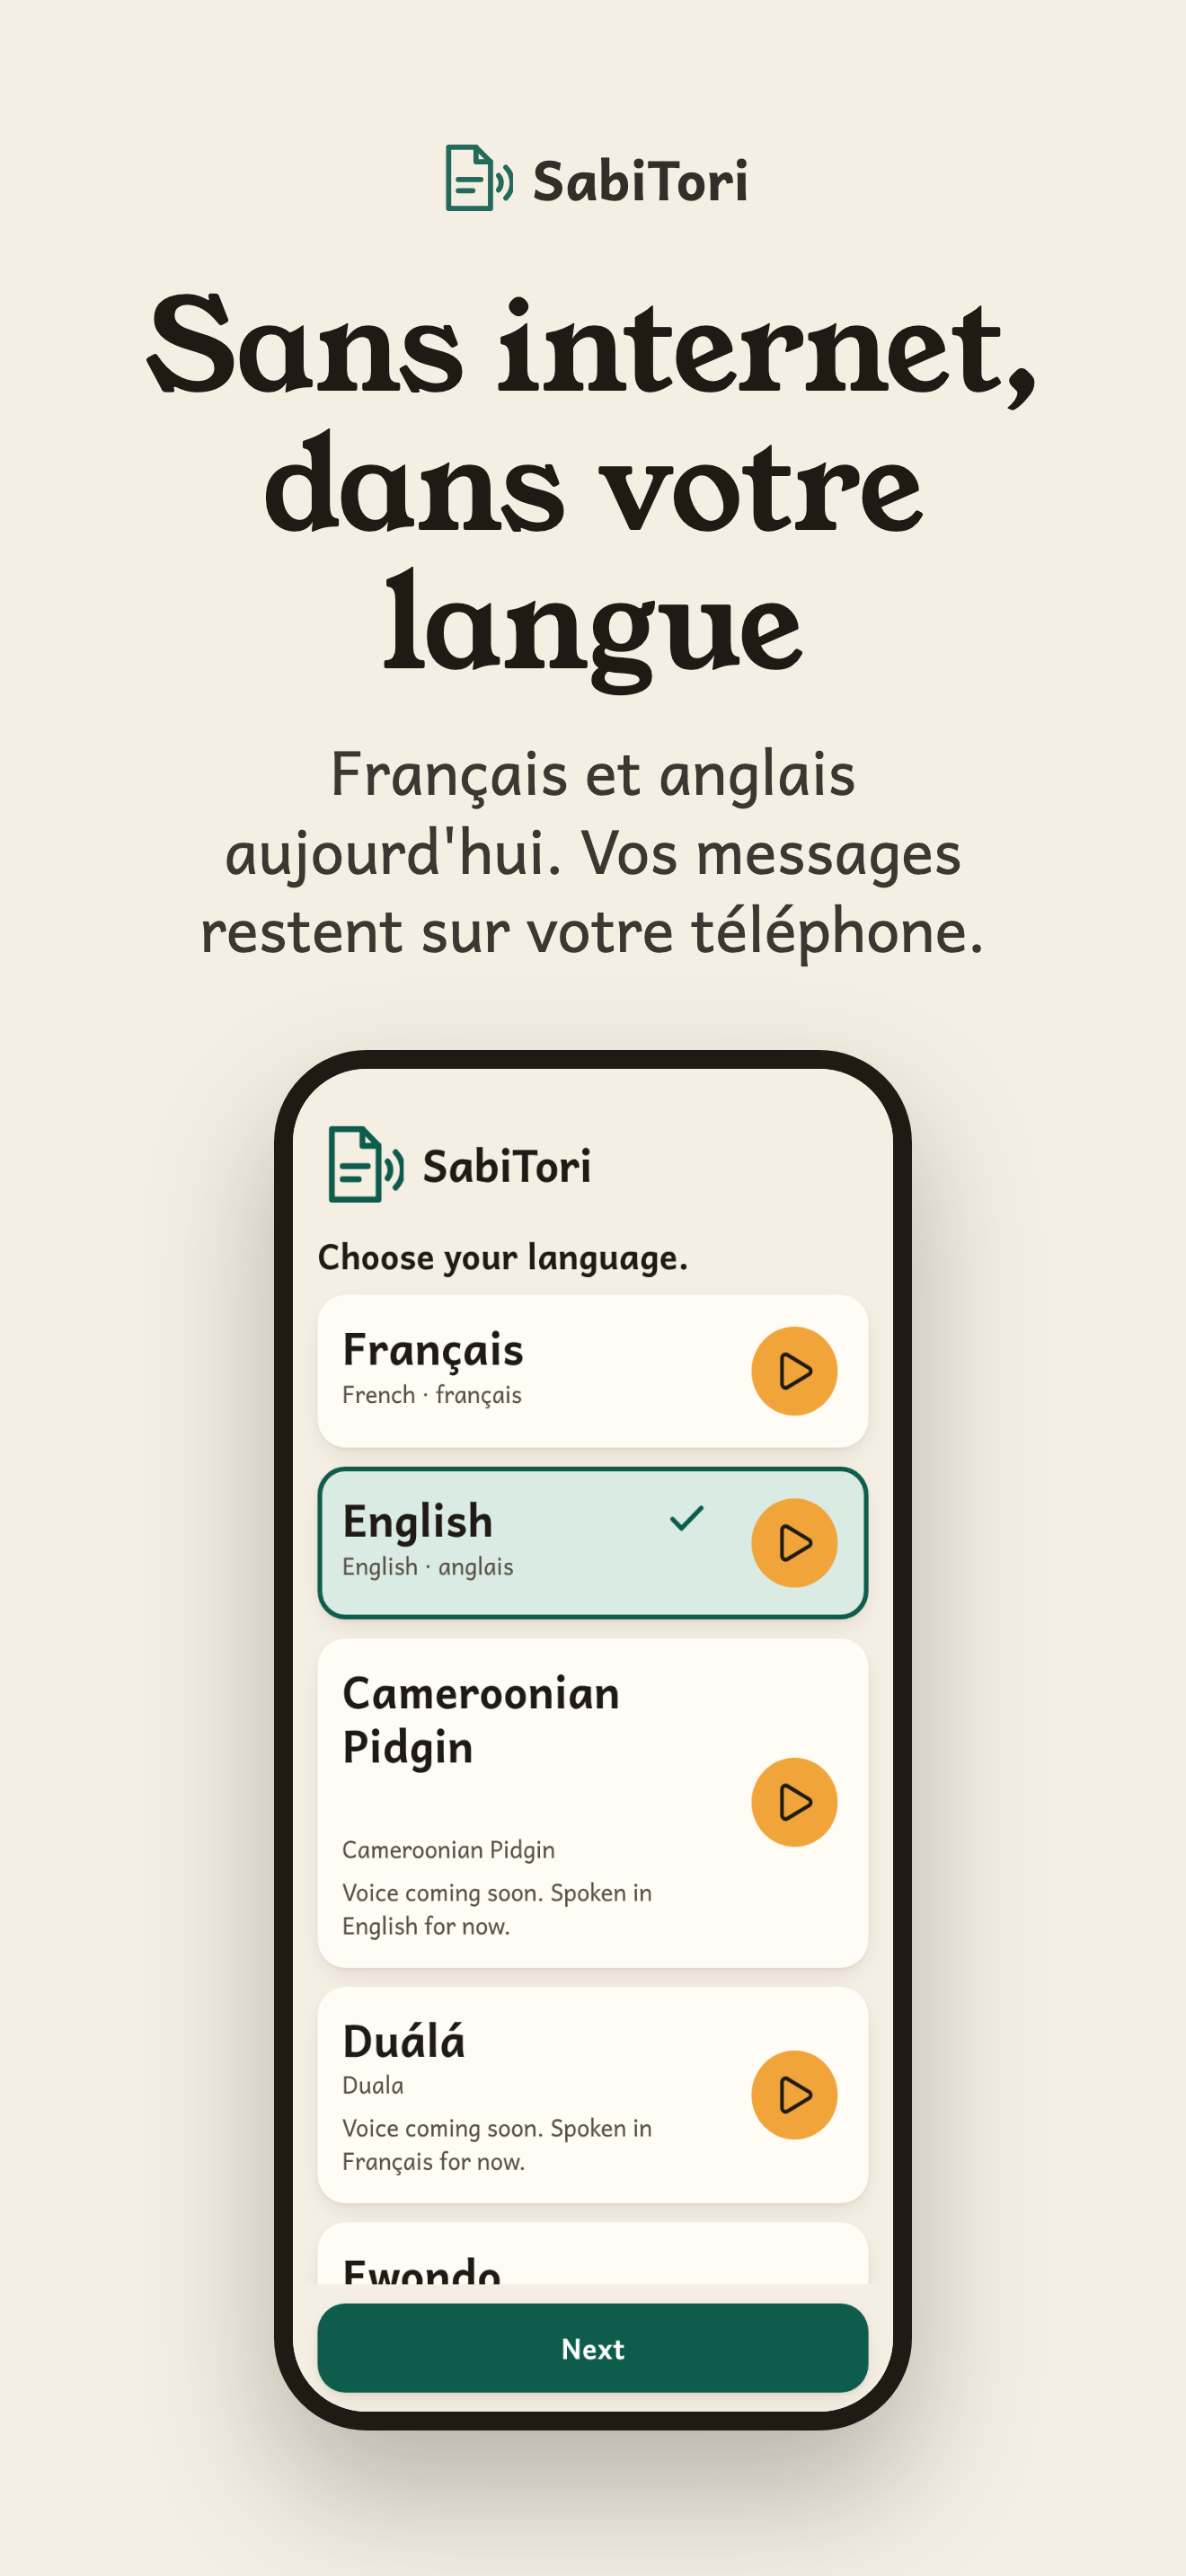 SabiTori
Sans internet,
dans votre
langue
Français et anglais
aujourd'hui. Vos messages
restent sur votre téléphone.
SabiTori
Choose your language.
Français
French · français
English
English · anglais
Cameroonian
Pidgin
Cameroonian Pidgin
Voice coming soon. Spoken in
English for now.
Duálá
Duala
Voice coming soon. Spoken in
Français for now.
Ewondo
Next